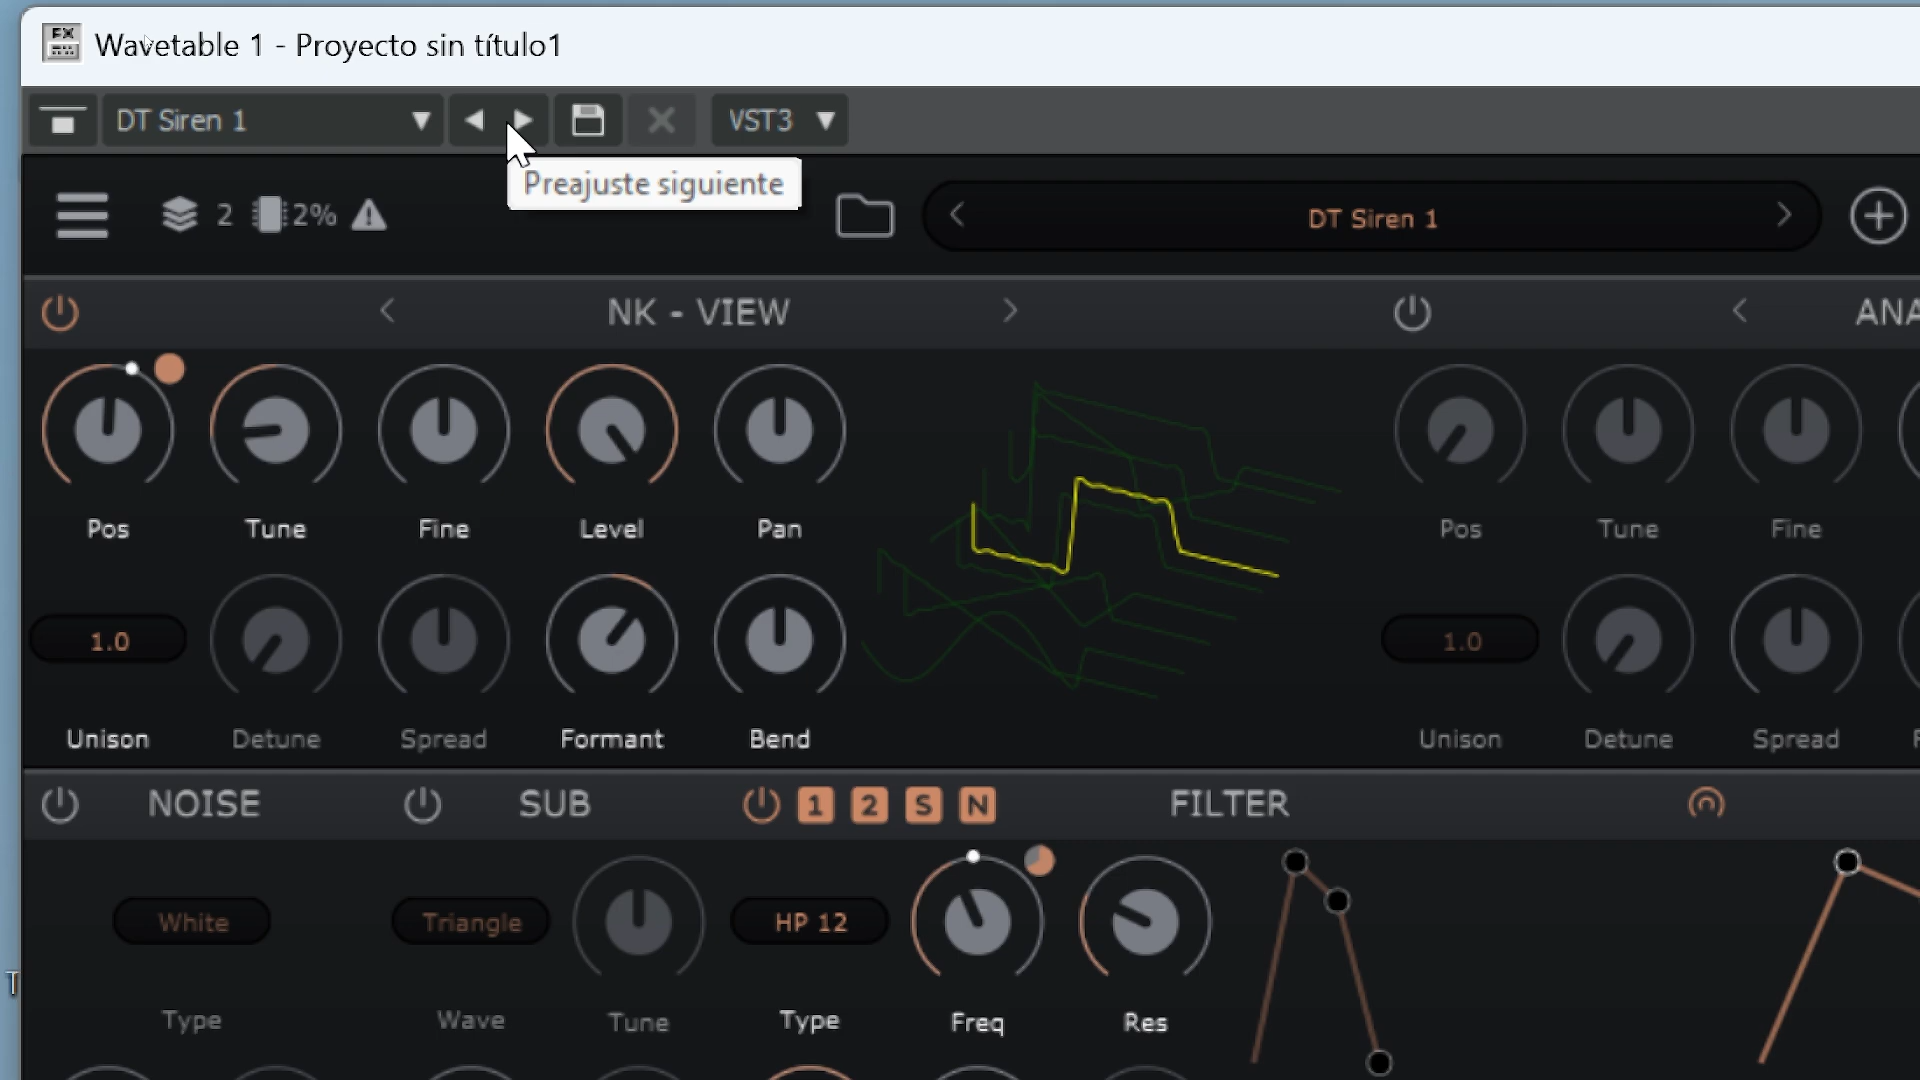 FX
Wavetable 1 - Proyecto sin título1
DT Siren 1
VST3
Preajuste siguiente
2
2%
DT Siren 1
NK - VIEW
ANA
Pos
Tune
Fine
Level
Pan
Pos
Tune
Fine
1.0
1.0
Unison
Detune
Spread
Formant
Bend
Unison
Detune
Spread
NOISE
SUB
1
2
S
N
FILTER
White
Triangle
HP 12
T
Type
Wave
Tune
Type
Freq
Res